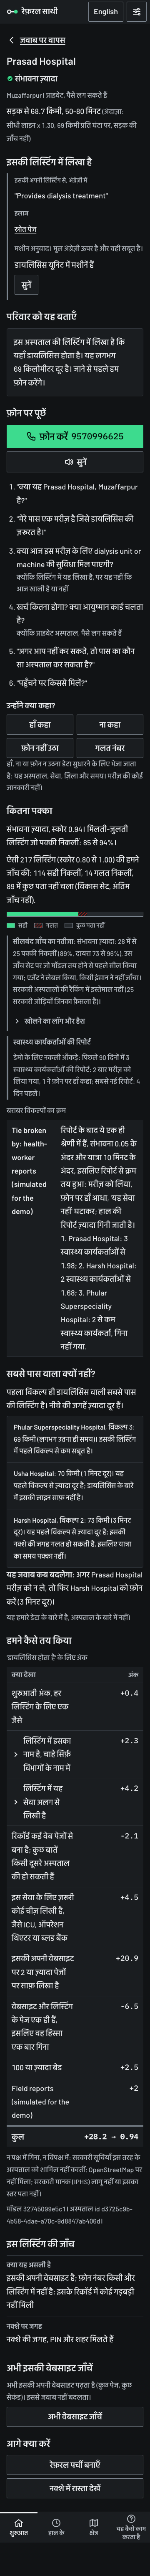 रेफ़रल साथी
English
जवाब पर वापस
Prasad Hospital
संभावना ज़्यादा
Muzaffarpur। प्राइवेट, पैसे लग सकते हैं
सड़क से 68.7 किमी, 50-80 मिनट (अंदाज़ा:
सीधी लाइन x 1.30, 69 किमी प्रति घंटा पर, सड़क की
जाँच नहीं)
इसकी लिस्टिंग में लिखा है
इसकी अपनी लिस्टिंग से, अंग्रेज़ी में
"Provides dialysis treatment"
इलाज
स्रोत पेज
मशीन अनुवाद। मूल अंग्रेज़ी ऊपर है और यही सबूत है।
डायलिसिस यूनिट में मशीनें हैं
सुनें
परिवार को यह बताएँ
इस अस्पताल की लिस्टिंग में लिखा है कि
यहाँ डायलिसिस होता है। यह लगभग
69 किलोमीटर दूर है। जाने से पहले हम
फ़ोन करेंगे।
फ़ोन पर पूछें
फ़ोन करें 9570996625
सुनें
1. "क्या यह Prasad Hospital, Muzaffarpur
है?"
2. "मेरे पास एक मरीज़ है जिसे डायलिसिस की
ज़रूरत है।"
3. क्या आज इस मरीज़ के लिए dialysis unit or
machine की सुविधा मिल पाएगी?
क्योंकि लिस्टिंग में यह लिखा है, पर यह नहीं कि
आज खाली है या नहीं
4. खर्च कितना होगा? क्या आयुष्मान कार्ड चलता
है?
क्योंकि प्राइवेट अस्पताल, पैसे लग सकते हैं
5. "अगर आप नहीं कर सकते, तो पास का कौन
सा अस्पताल कर सकता है?"
6. "पहुँचने पर किससे मिलें?"
उन्होंने क्या कहा?
हाँ कहा
ना कहा
फ़ोन नहीं उठा
गलत नंबर
हाँ, ना या फ़ोन न उठना डेटा सुधारने के लिए भेजा जाता
है: यह अस्पताल, सेवा, ज़िला और समय। मरीज़ की कोई
जानकारी नहीं।
कितना पक्का
संभावना ज़्यादा, स्कोर 0.94। मिलती-जुलती
लिस्टिंग जो पक्की निकलीं: 85 से 94%।
ऐसी 217 लिस्टिंग (स्कोर 0.80 से 1.00) की हमने
जाँच की: 114 सही निकलीं, 14 गलत निकलीं,
89 में कुछ पता नहीं चला (विकास सेट, अंतिम
जाँच नहीं)।
सही
गलत
कुछ पता नहीं
सीलबंद जाँच का नतीजा: संभावना ज़्यादा: 28 में से
25 पक्की निकलीं (89%, दायरा 73 से 96%)। उस
जाँच सेट पर जो मॉडल तय होने से पहले सील किया
गया; एजेंट ने लेबल किया, किसी इंसान ने नहीं आँका।
सरकारी अस्पतालों की रैंकिंग में इस्तेमाल नहीं (25
सरकारी जोड़ियाँ जिनका फ़ैसला है)।
खोलने का लॉग और हैश
स्वास्थ्य कार्यकर्ताओं की रिपोर्ट
डेमो के लिए नकली आँकड़े: पिछले 90 दिनों में 3
स्वास्थ्य कार्यकर्ताओं की रिपोर्ट: 2 बार मरीज़ को
लिया गया, 1 ने फ़ोन पर हाँ कहा; सबसे नई रिपोर्ट: 4
दिन पहले।
बराबर विकल्पों का क्रम
Tie broken
by: health-
worker
reports
(simulated
for the
demo)
रिपोर्ट के बाद ये एक ही
श्रेणी में हैं, संभावना 0.05 के
अंदर और यात्रा 10 मिनट के
अंदर, इसलिए रिपोर्ट से क्रम
तय हुआ: मरीज़ को लिया,
फ़ोन पर हाँ आधा, 'यह सेवा
नहीं' घटाकर; हाल की
रिपोर्ट ज़्यादा गिनी जाती है।
1. Prasad Hospital: 3
स्वास्थ्य कार्यकर्ताओं से
1.98; 2. Harsh Hospital:
2 स्वास्थ्य कार्यकर्ताओं से
1.68; 3. Phular
Superspeciality
Hospital: 2 से कम
स्वास्थ्य कार्यकर्ता, गिना
नहीं गया.
सबसे पास वाला क्यों नहीं?
पहला विकल्प ही डायलिसिस वाली सबसे पास
की लिस्टिंग है। नीचे की जगहें ज़्यादा दूर हैं।
Phular Superspeciality Hospital, विकल्प 3:
68 किमी (लगभग उतना ही समय)। इसकी लिस्टिंग
में पहले विकल्प से कम सबूत है।
Usha Hospital: 70 किमी (1 मिनट दूर)। यह
पहले विकल्प से ज़्यादा दूर है; डायलिसिस के बारे
में इसकी लाइन साफ़ नहीं है।
Harsh Hospital, विकल्प 2: 73 किमी (3 मिनट
दूर)। यह पहले विकल्प से ज़्यादा दूर है; इसकी
नक्शे की जगह गलत हो सकती है, इसलिए यात्रा
का समय पक्का नहीं।
यह जवाब कब बदलेगा: अगर Prasad Hospital
मरीज़ को न ले, तो फिर Harsh Hospital को फ़ोन
करें (3 मिनट दूर)।
यह हमारे डेटा के बारे में है, अस्पताल के बारे में नहीं।
हमने कैसे तय किया
'डायलिसिस होता है' के लिए अंक
क्या देखा
अंक
शुरुआती अंक, हर
लिस्टिंग के लिए एक
जैसे
+0.4
लिस्टिंग में इसका
नाम है, चाहे सिर्फ़
विभागों के नाम में
+2.3
लिस्टिंग में यह
सेवा अलग से
लिखी है
+4.2
रिकॉर्ड कई वेब पेजों से
बना है; कुछ बातें
किसी दूसरे अस्पताल
की हो सकती हैं
-2.1
इस सेवा के लिए ज़रूरी
कोई चीज़ लिखी है,
जैसे ICU, ऑपरेशन
थिएटर या ब्लड बैंक
+4.5
इसकी अपनी वेबसाइट
पर 2 या ज़्यादा पेजों
पर साफ़ लिखा है
+20.9
वेबसाइट और लिस्टिंग
के पेज एक ही हैं,
इसलिए वह हिस्सा
एक बार गिना
-6.5
100 या ज़्यादा बेड
+2.5
Field reports
(simulated for the
demo)
+2
कुल
+28.2 → 0.94
न पक्ष में गिना, न विपक्ष में: सरकारी सूचियाँ इस तरह के
अस्पताल को शामिल नहीं करतीं; OpenStreetMap पर
नहीं मिला; सरकारी मानक (IPHS) लागू नहीं या इसका
स्तर पता नहीं।
मॉडल 32745099e5c1। अस्पताल id d3725c9b-
4b58-4dae-a70c-9d8847ab406d।
इस लिस्टिंग की जाँच
क्या यह असली है
इसकी अपनी वेबसाइट है; फ़ोन नंबर किसी और
लिस्टिंग में नहीं है; इसके रिकॉर्ड में कोई गड़बड़ी
नहीं मिली
नक्शे पर जगह
नक्शे की जगह, PIN और शहर मिलते हैं
अभी इसकी वेबसाइट जाँचें
अभी इसकी अपनी वेबसाइट पढ़ता है (कुछ पेज, कुछ
सेकंड)। इससे जवाब नहीं बदलता।
अभी वेबसाइट जाँचें
आगे क्या करें
रेफ़रल पर्ची बनाएँ
नक्शे में रास्ता देखें
शुरुआत
हाल के
क्षेत्र
यह कैसे काम
करता है